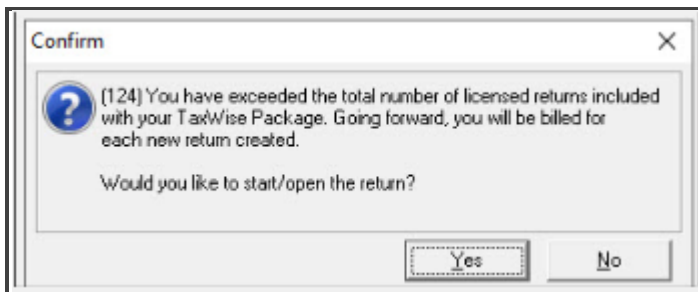 Confirm
(124) You have exceeded the total number of licensed returns included
with your TaxWise Package. Going forward, you will be billed for
each new return created.
Would you like to start/open the return?
Yes
No